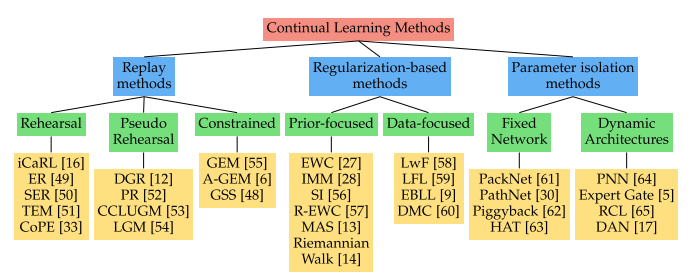 Continual Learning Methods
Replay
methods
Regularization-based
methods
Parameter isolation
methods
Rehearsal
Pseudo
Rehearsal
Constrained
Prior-focused
Data-focused
Fixed
Network
Dynamic
Architectures
iCaRL [16]
ER [49]
SER [50]
TEM [51]
CoPE [33]
DGR [12]
PR [52]
CCLUGM [53]
LGM [54]
GEM [55]
A-GEM [6]
GSS [48]
EWC [27]
IMM [28]
SI [56]
R-EWC [57]
MAS [13]
Riemannian
Walk [14]
LwF [58]
LFL [59]
EBLL [9]
DMC [60]
PackNet [61]
PathNet [30]
Piggyback [62]
HAT [63]
PNN [64]
Expert Gate [5]
RCL [65]
DAN [17]